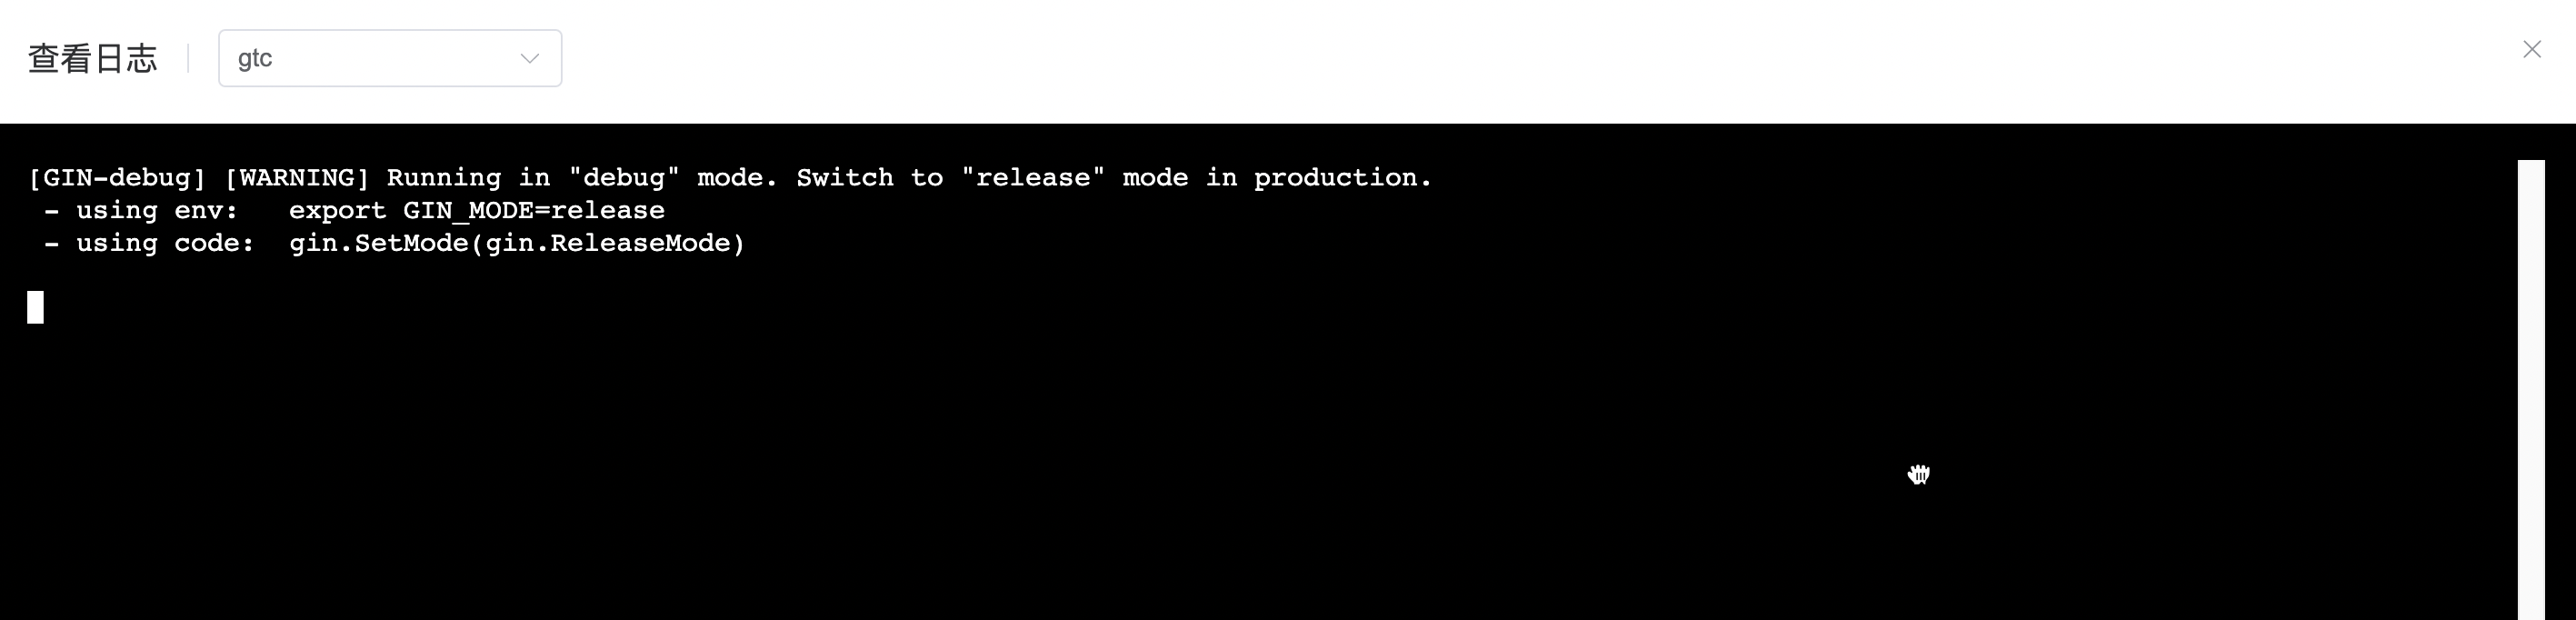 查看日志
gtc
[GIN-debug] [WARNING] Running in "debug" mode. Switch to "release" mode in production.
 - using env:   export GIN_MODE=release
 - using code:  gin.SetMode(gin.ReleaseMode)